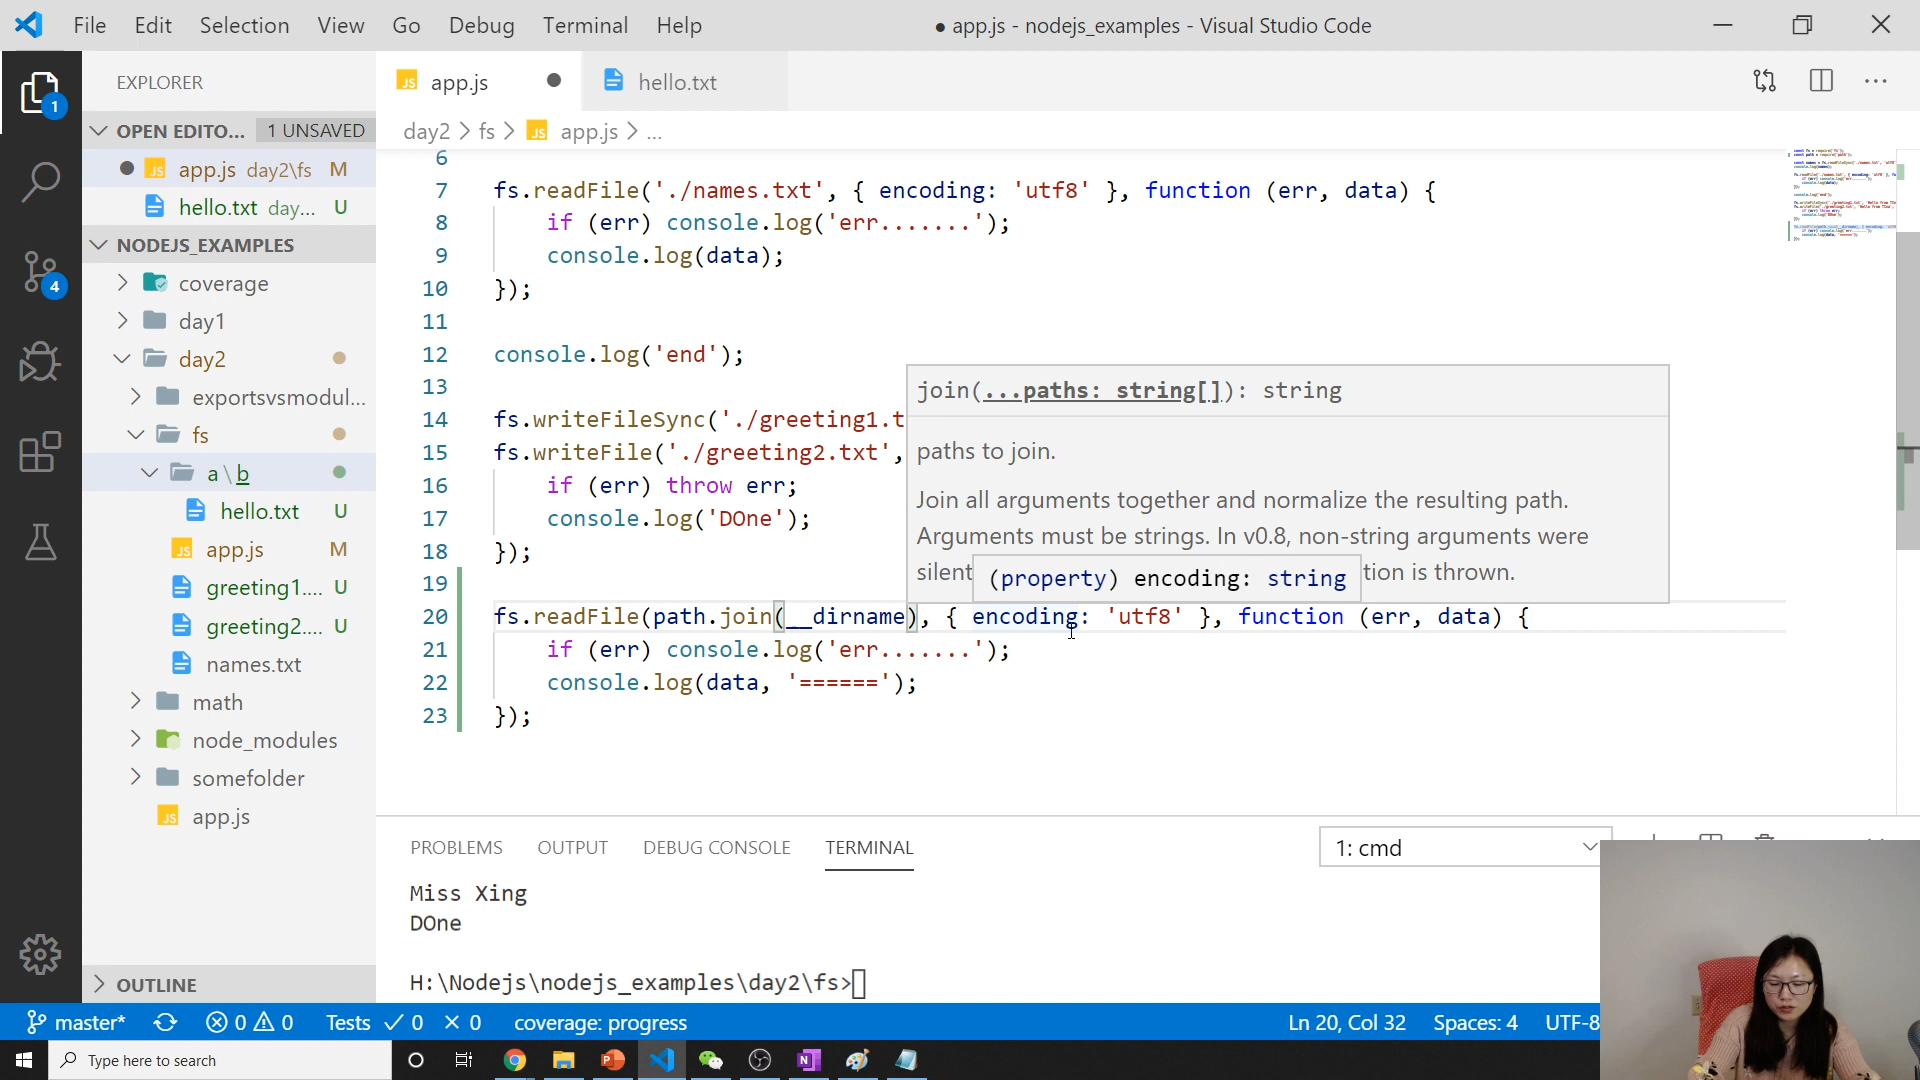 File Edit Selection View Go Debug Terminal Help
● app.js - nodejs_examples - Visual Studio Code
EXPLORER
OPEN EDITO... 1 UNSAVED
app.js day2\fs M
hello.txt day... U
NODEJS_EXAMPLES
coverage
day1
day2
exportsvsmodul...
fs
a\b
hello.txt U
app.js M
greeting1.... U
greeting2.... U
names.txt
math
node_modules
somefolder
app.js
OUTLINE
1
4
JS app.js
hello.txt
day2 > fs > JS app.js > ...
6
7 fs.readFile('./names.txt', { encoding: 'utf8' }, function (err, data) {
8 if (err) console.log('err.......');
9 console.log(data);
10 });
11
12 console.log('end');
13
14 fs.writeFileSync('./greeting1.t
15 fs.writeFile('./greeting2.txt',
16 if (err) throw err;
17 console.log('DOne');
18 });
19
20 fs.readFile(path.join(__dirname), { encoding: 'utf8' }, function (err, data) {
21 if (err) console.log('err.......');
22 console.log(data, '======');
23 });
join(...paths: string[]): string
paths to join.
Join all arguments together and normalize the resulting path.
Arguments must be strings. In v0.8, non-string arguments were
silent
tion is thrown.
(property) encoding: string
PROBLEMS OUTPUT DEBUG CONSOLE TERMINAL
1: cmd
Miss Xing
DOne
H:\Nodejs\nodejs_examples\day2\fs>
master* 0 0 Tests 0 0 coverage: progress
Ln 20, Col 32 Spaces: 4 UTF-8
Type here to search